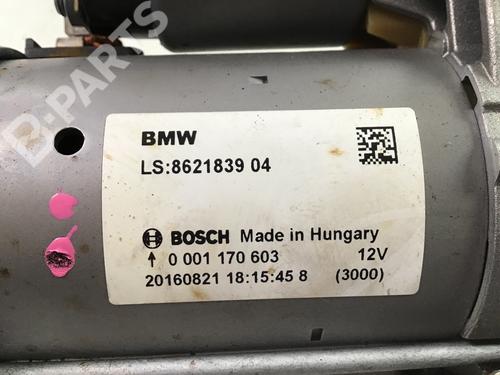 B-PARTS
BMW
LS:8621839 04
BOSCH Made in Hungary
0 001 170 603 12V
20160821 18:15:45 8 (3000)